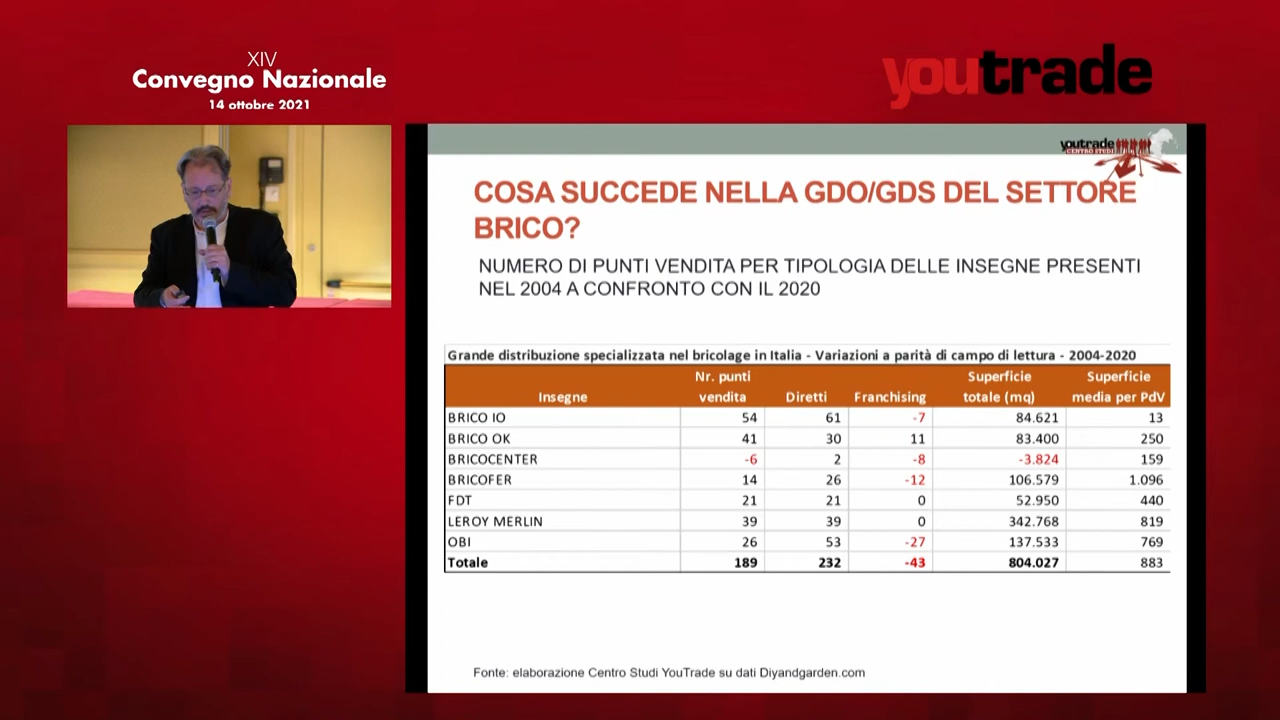 XIV
Convegno Nazionale
14 ottobre 2021
youtrade
youtrade
CENTRO STUDI
COSA SUCCEDE NELLA GDO/GDS DEL SETTORE
BRICO?
NUMERO DI PUNTI VENDITA PER TIPOLOGIA DELLE INSEGNE PRESENTI
NEL 2004 A CONFRONTO CON IL 2020
Grande distribuzione specializzata nel bricolage in Italia - Variazioni a parità di campo di lettura - 2004-2020
Insegne Nr. punti vendita Diretti Franchising Superficie totale (mq) Superficie media per PdV
BRICO IO 54 61 -7 84.621 13
BRICO OK 41 30 11 83.400 250
BRICOCENTER -6 2 -8 -3.824 159
BRICOFER 14 26 -12 106.579 1.096
FDT 21 21 0 52.950 440
LEROY MERLIN 39 39 0 342.768 819
OBI 26 53 -27 137.533 769
Totale 189 232 -43 804.027 883
Fonte: elaborazione Centro Studi YouTrade su dati Diyandgarden.com